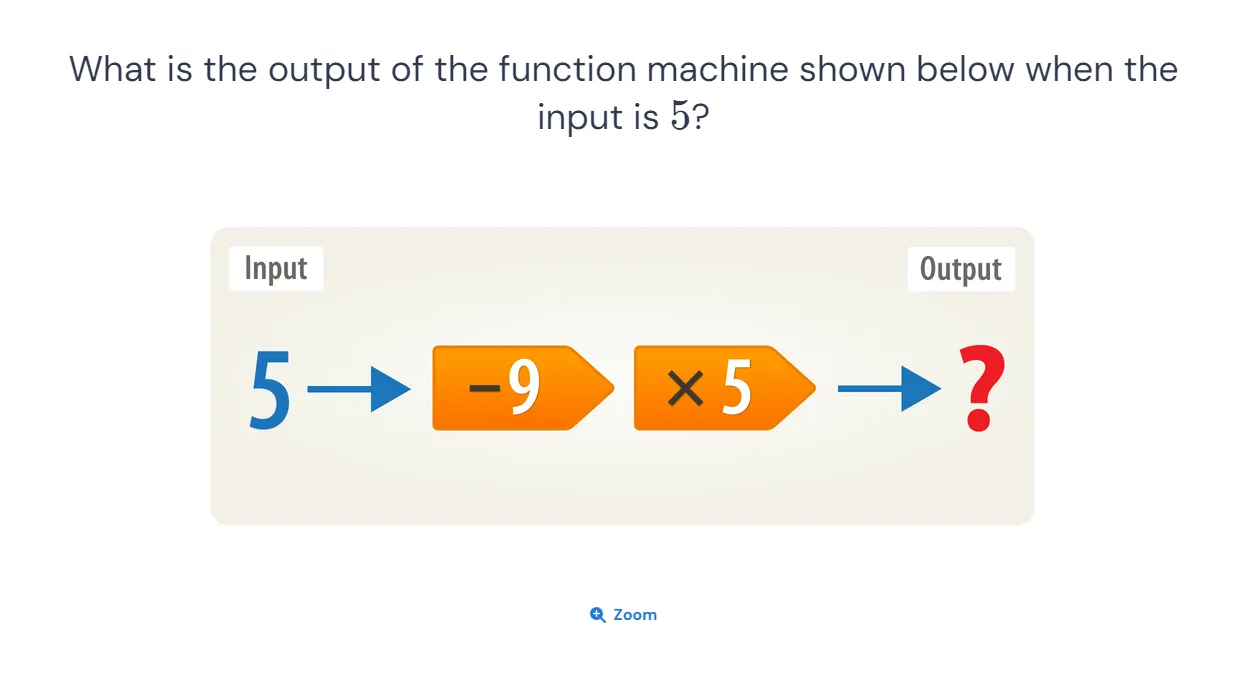 What is the output of the function machine shown below when the
input is 5?
Input
Output
5
−9
× 5
?
Zoom